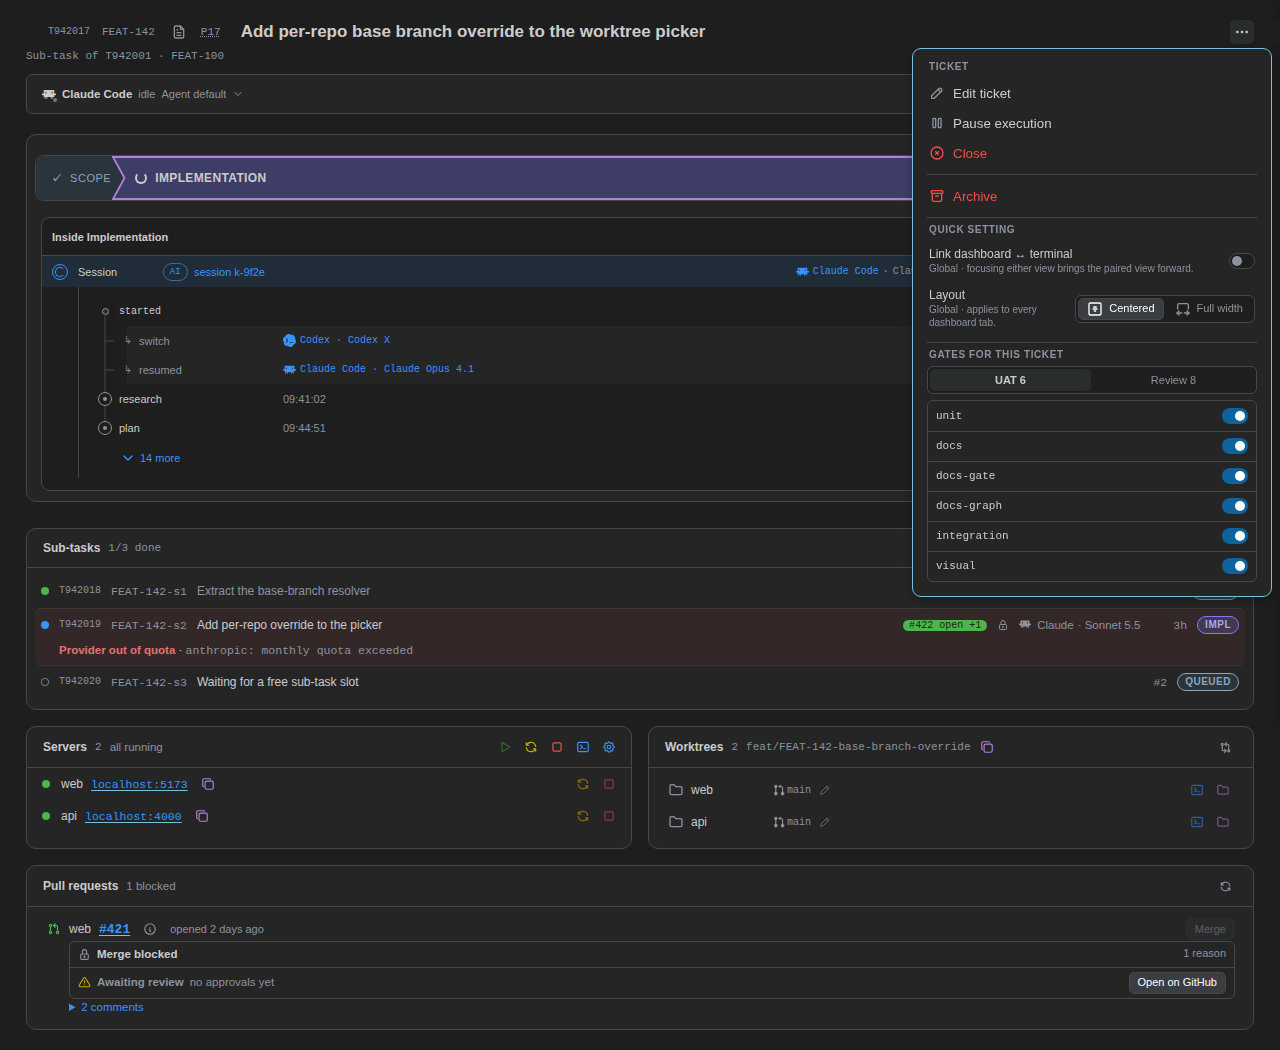 T942017 FEAT-142 P17 Add per-repo base branch override to the worktree picker
Sub-task of T942001 · FEAT-100
Claude Code idle Agent default
SCOPE
IMPLEMENTATION
Inside Implementation
Session AI session k-9f2e Claude Code · Clau
started
↳ switch Codex · Codex X
↳ resumed Claude Code · Claude Opus 4.1
research 09:41:02
plan 09:44:51
14 more
TICKET
Edit ticket
Pause execution
Close
Archive
QUICK SETTING
Link dashboard ↔ terminal
Global · focusing either view brings the paired view forward.
Layout
Global · applies to every
dashboard tab.
Centered Full width
GATES FOR THIS TICKET
UAT 6 Review 8
unit
docs
docs-gate
docs-graph
integration
visual
Sub-tasks 1/3 done
T942018 FEAT-142-s1 Extract the base-branch resolver
T942019 FEAT-142-s2 Add per-repo override to the picker #422 open +1 Claude · Sonnet 5.5 3h IMPL
Provider out of quota · anthropic: monthly quota exceeded
T942020 FEAT-142-s3 Waiting for a free sub-task slot #2 QUEUED
Servers 2 all running
web localhost:5173
api localhost:4000
Worktrees 2 feat/FEAT-142-base-branch-override
web main
api main
Pull requests 1 blocked
web #421 opened 2 days ago Merge
Merge blocked 1 reason
Awaiting review no approvals yet Open on GitHub
2 comments